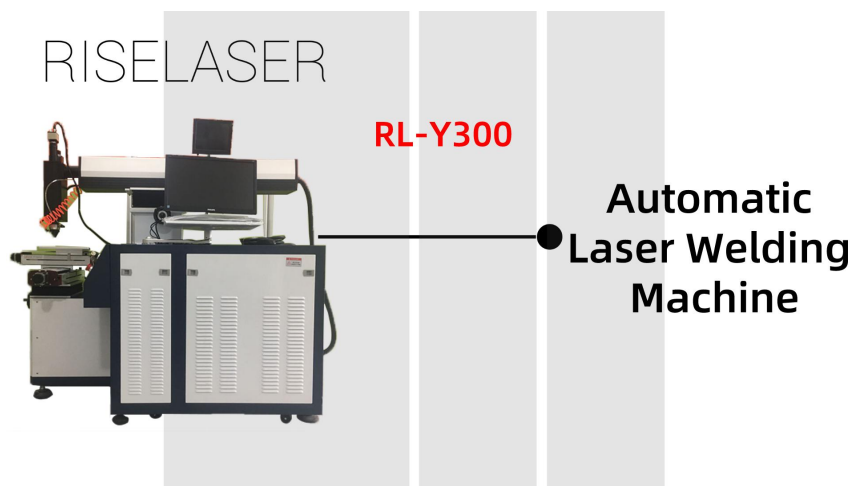 RISELASER
RL-Y300
Automatic
Laser Welding
Machine